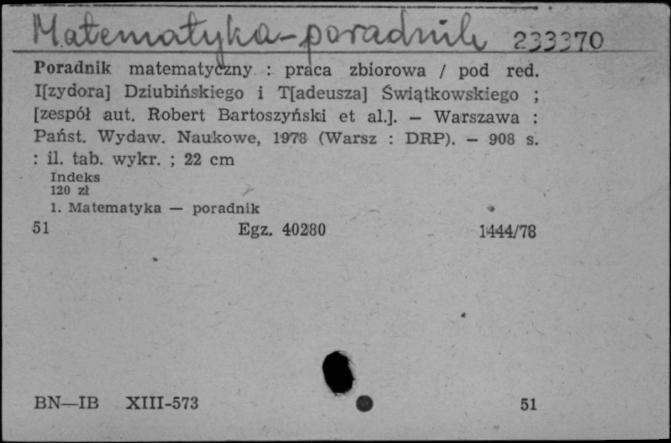 Matematyka-poradnik 233370
Poradnik matematyczny : praca zbiorowa / pod red.
I[zydora] Dziubińskiego i T[adeusza] Świątkowskiego ;
[zespół aut. Robert Bartoszyński et al.]. — Warszawa :
Państ. Wydaw. Naukowe, 1978 (Warsz : DRP). — 908 s.
: il. tab. wykr. ; 22 cm
Indeks
120 zł
1. Matematyka — poradnik
51 Egz. 40280 1444/78
BN—IB XIII-573 51